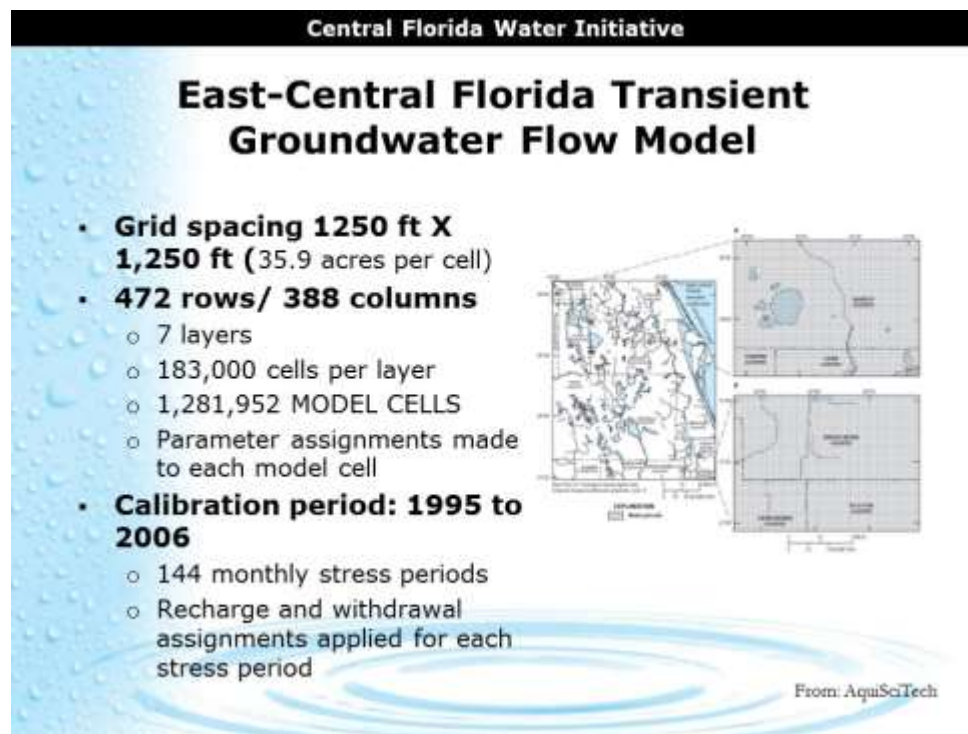 Central Florida Water Initiative
East-Central Florida Transient
Groundwater Flow Model
▪ Grid spacing 1250 ft X
1,250 ft (35.9 acres per cell)
▪ 472 rows/ 388 columns
o 7 layers
o 183,000 cells per layer
o 1,281,952 MODEL CELLS
o Parameter assignments made
to each model cell
▪ Calibration period: 1995 to
2006
o 144 monthly stress periods
o Recharge and withdrawal
assignments applied for each
stress period
EXPLANATION
From: AquiSciTech